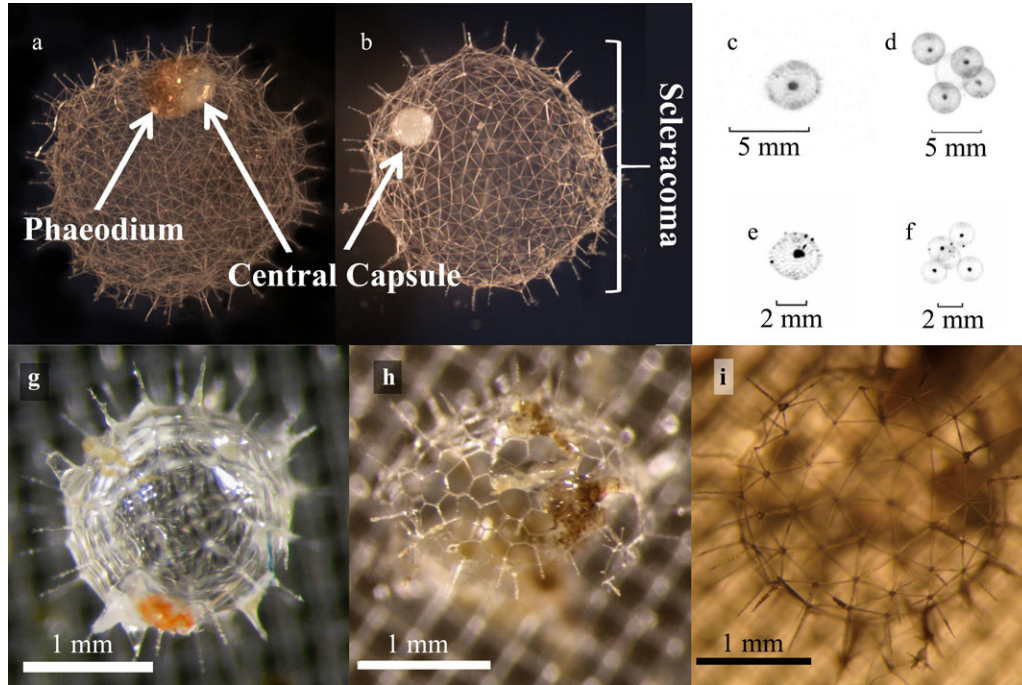 a
b
Phaeodium
Central Capsule
Scleracoma
c
5 mm
d
5 mm
e
2 mm
f
2 mm
g
1 mm
h
1 mm
i
1 mm